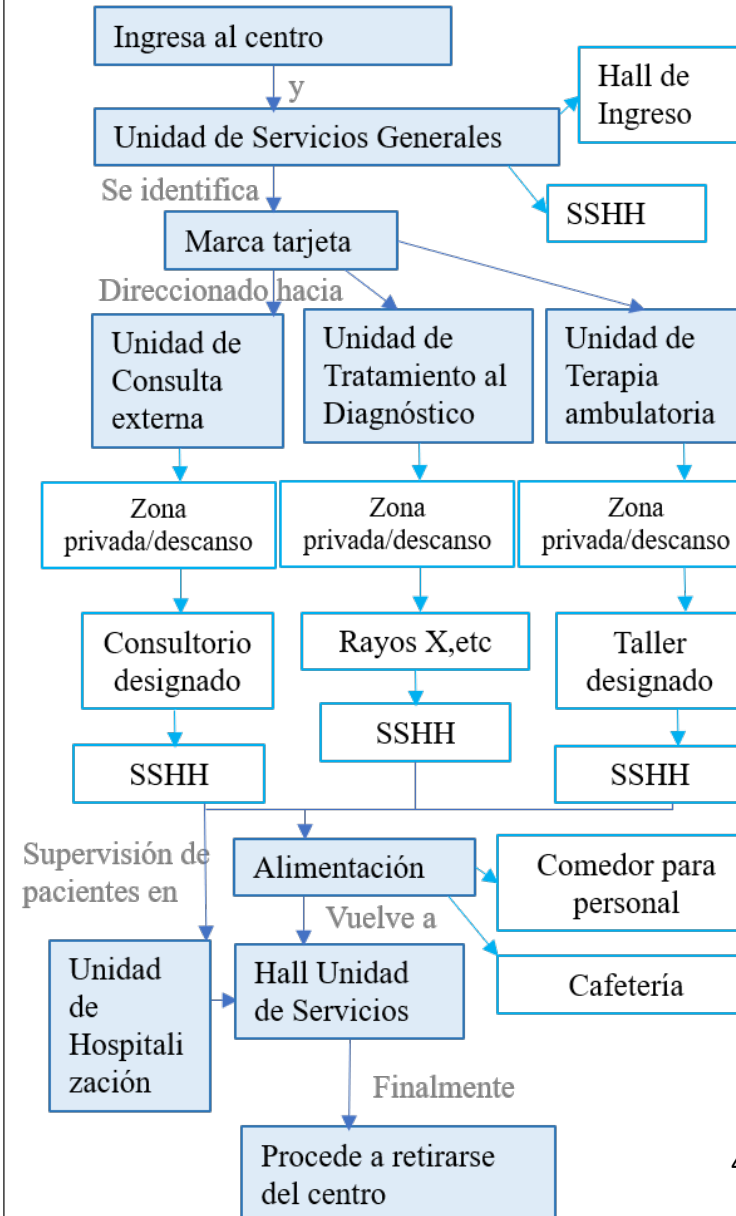 Ingresa al centro
y
Hall de
Ingreso
Unidad de Servicios Generales
Se identifica
SSHH
Marca tarjeta
Direccionado hacia
Unidad de
Consulta
externa
Unidad de
Tratamiento al
Diagnóstico
Unidad de
Terapia
ambulatoria
Zona
privada/descanso
Zona
privada/descanso
Zona
privada/descanso
Consultorio
designado
Rayos X,etc
Taller
designado
SSHH
SSHH
SSHH
Supervisión de
pacientes en
Alimentación
Comedor para
personal
Vuelve a
Cafetería
Unidad
de
Hospitali
zación
Hall Unidad
de Servicios
Finalmente
Procede a retirarse
del centro